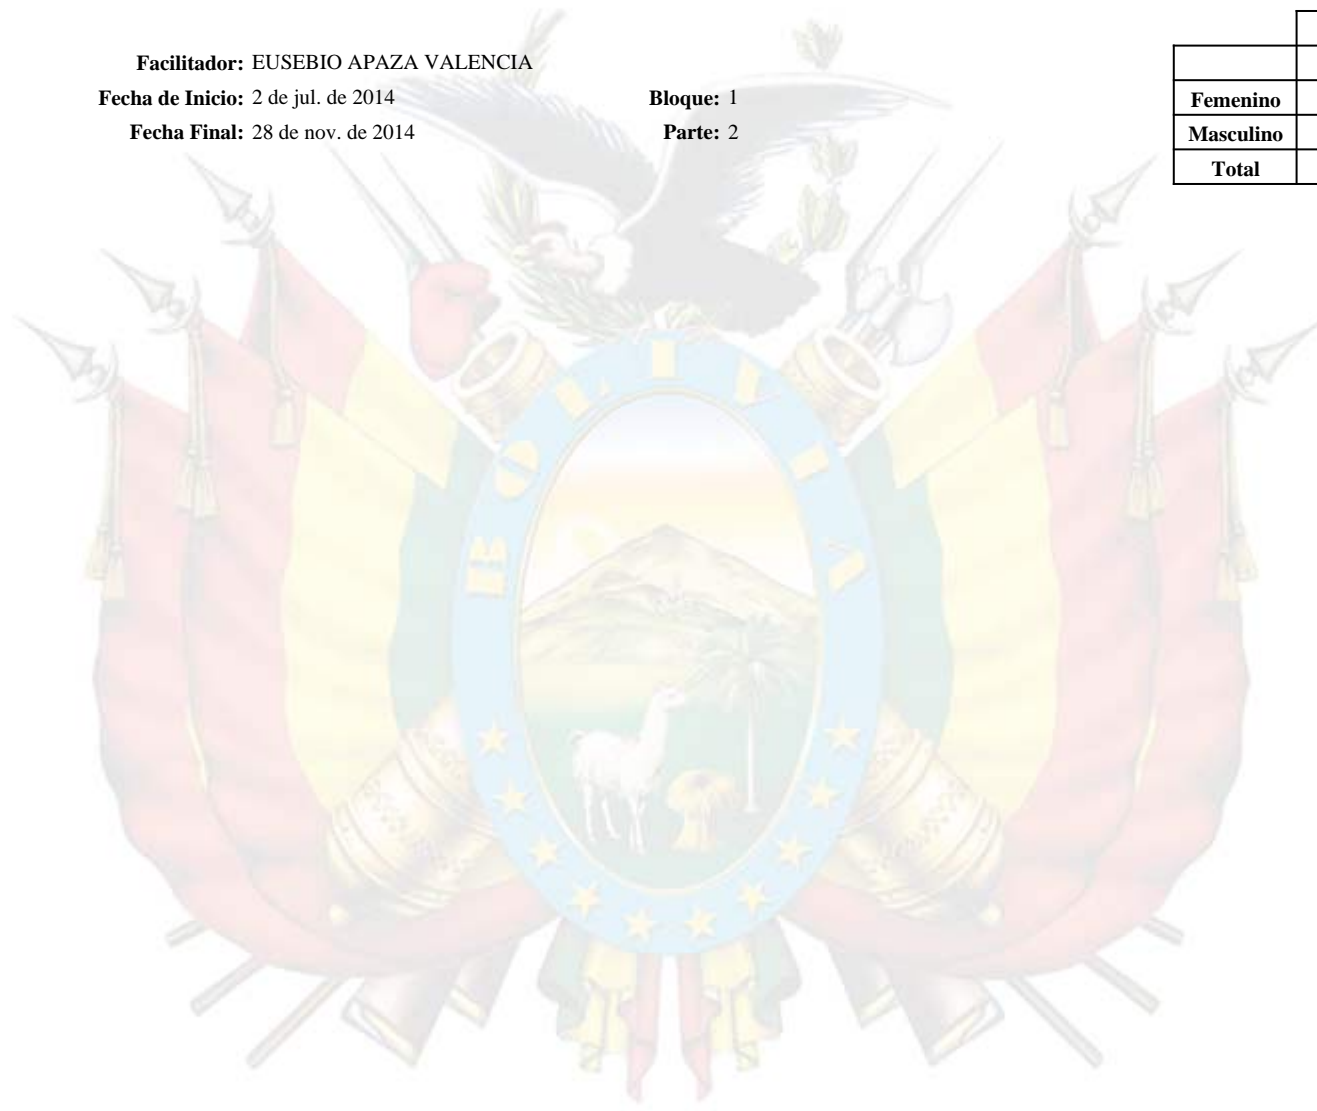 Facilitador: EUSEBIO APAZA VALENCIA
Fecha de Inicio: 2 de jul. de 2014 Bloque: 1
Fecha Final: 28 de nov. de 2014 Parte: 2
Femenino
Masculino
Total
BOLIVIA